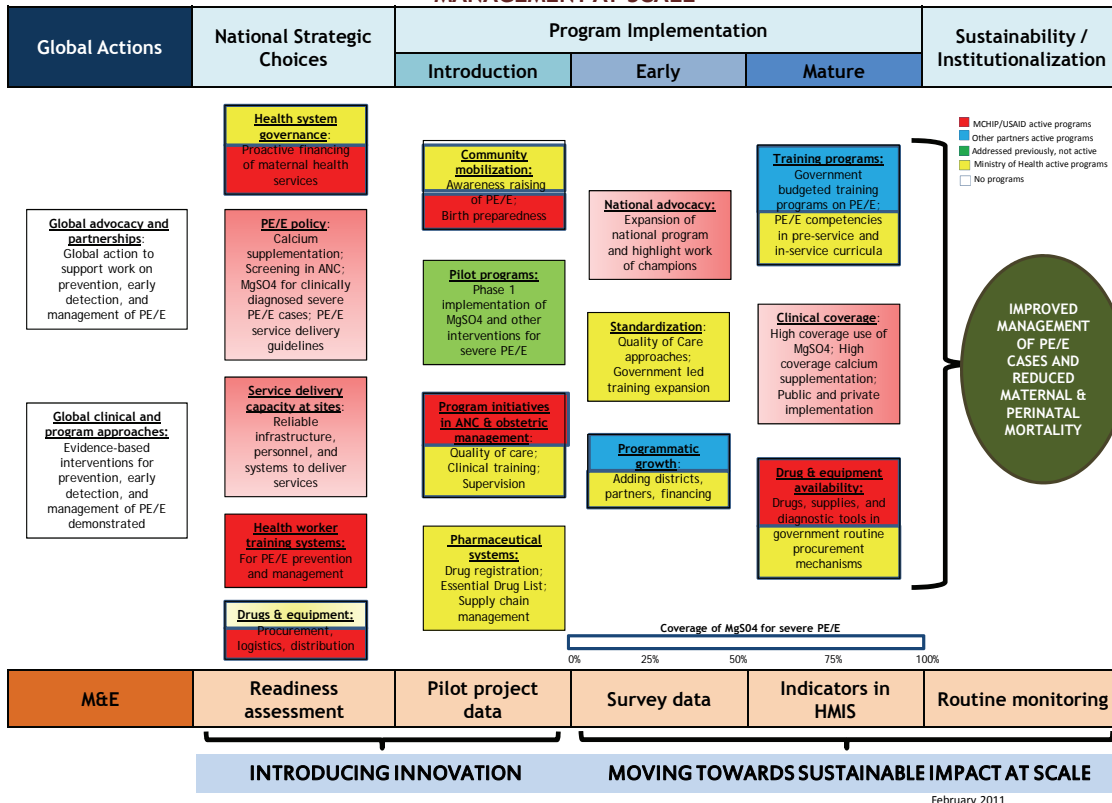 MANAGEMENT AT SCALE
Global Actions
National Strategic
Choices
Program Implementation
Introduction
Early
Mature
Sustainability /
Institutionalization
Global advocacy and
partnerships:
Global action to
support work on
prevention, early
detection, and
management of PE/E
Global clinical and
program approaches:
Evidence-based
interventions for
prevention, early
detection, and
management of PE/E
demonstrated
Health system
governance:
Proactive financing
of maternal health
services
PE/E policy:
Calcium
supplementation;
Screening in ANC;
MgSO4 for clinically
diagnosed severe
PE/E cases; PE/E
service delivery
guidelines
Service delivery
capacity at sites:
Reliable
infrastructure,
personnel, and
systems to deliver
services
Health worker
training systems:
For PE/E prevention
and management
Drugs & equipment:
Procurement,
logistics, distribution
Community
mobilization:
Awareness raising
of PE/E;
Birth preparedness
Pilot programs:
Phase 1
implementation of
MgSO4 and other
interventions for
severe PE/E
Program initiatives
in ANC & obstetric
management:
Quality of care;
Clinical training;
Supervision
Pharmaceutical
systems:
Drug registration;
Essential Drug List;
Supply chain
management
National advocacy:
Expansion of
national program
and highlight work
of champions
Standardization:
Quality of Care
approaches;
Government led
training expansion
Programmatic
growth:
Adding districts,
partners, financing
Training programs:
Government
budgeted training
programs on PE/E;
PE/E competencies
in pre-service and
in-service curricula
Clinical coverage:
High coverage use of
MgSO4; High
coverage calcium
supplementation;
Public and private
implementation
Drug & equipment
availability:
Drugs, supplies, and
diagnostic tools in
government routine
procurement
mechanisms
MCHIP/USAID active programs
Other partners active programs
Addressed previously, not active
Ministry of Health active programs
No programs
IMPROVED
MANAGEMENT
OF PE/E
CASES AND
REDUCED
MATERNAL &
PERINATAL
MORTALITY
Coverage of MgS04 for severe PE/E
0% 25% 50% 75% 100%
M&E
Readiness
assessment
Pilot project
data
Survey data
Indicators in
HMIS
Routine monitoring
INTRODUCING INNOVATION
MOVING TOWARDS SUSTAINABLE IMPACT AT SCALE
February 2011